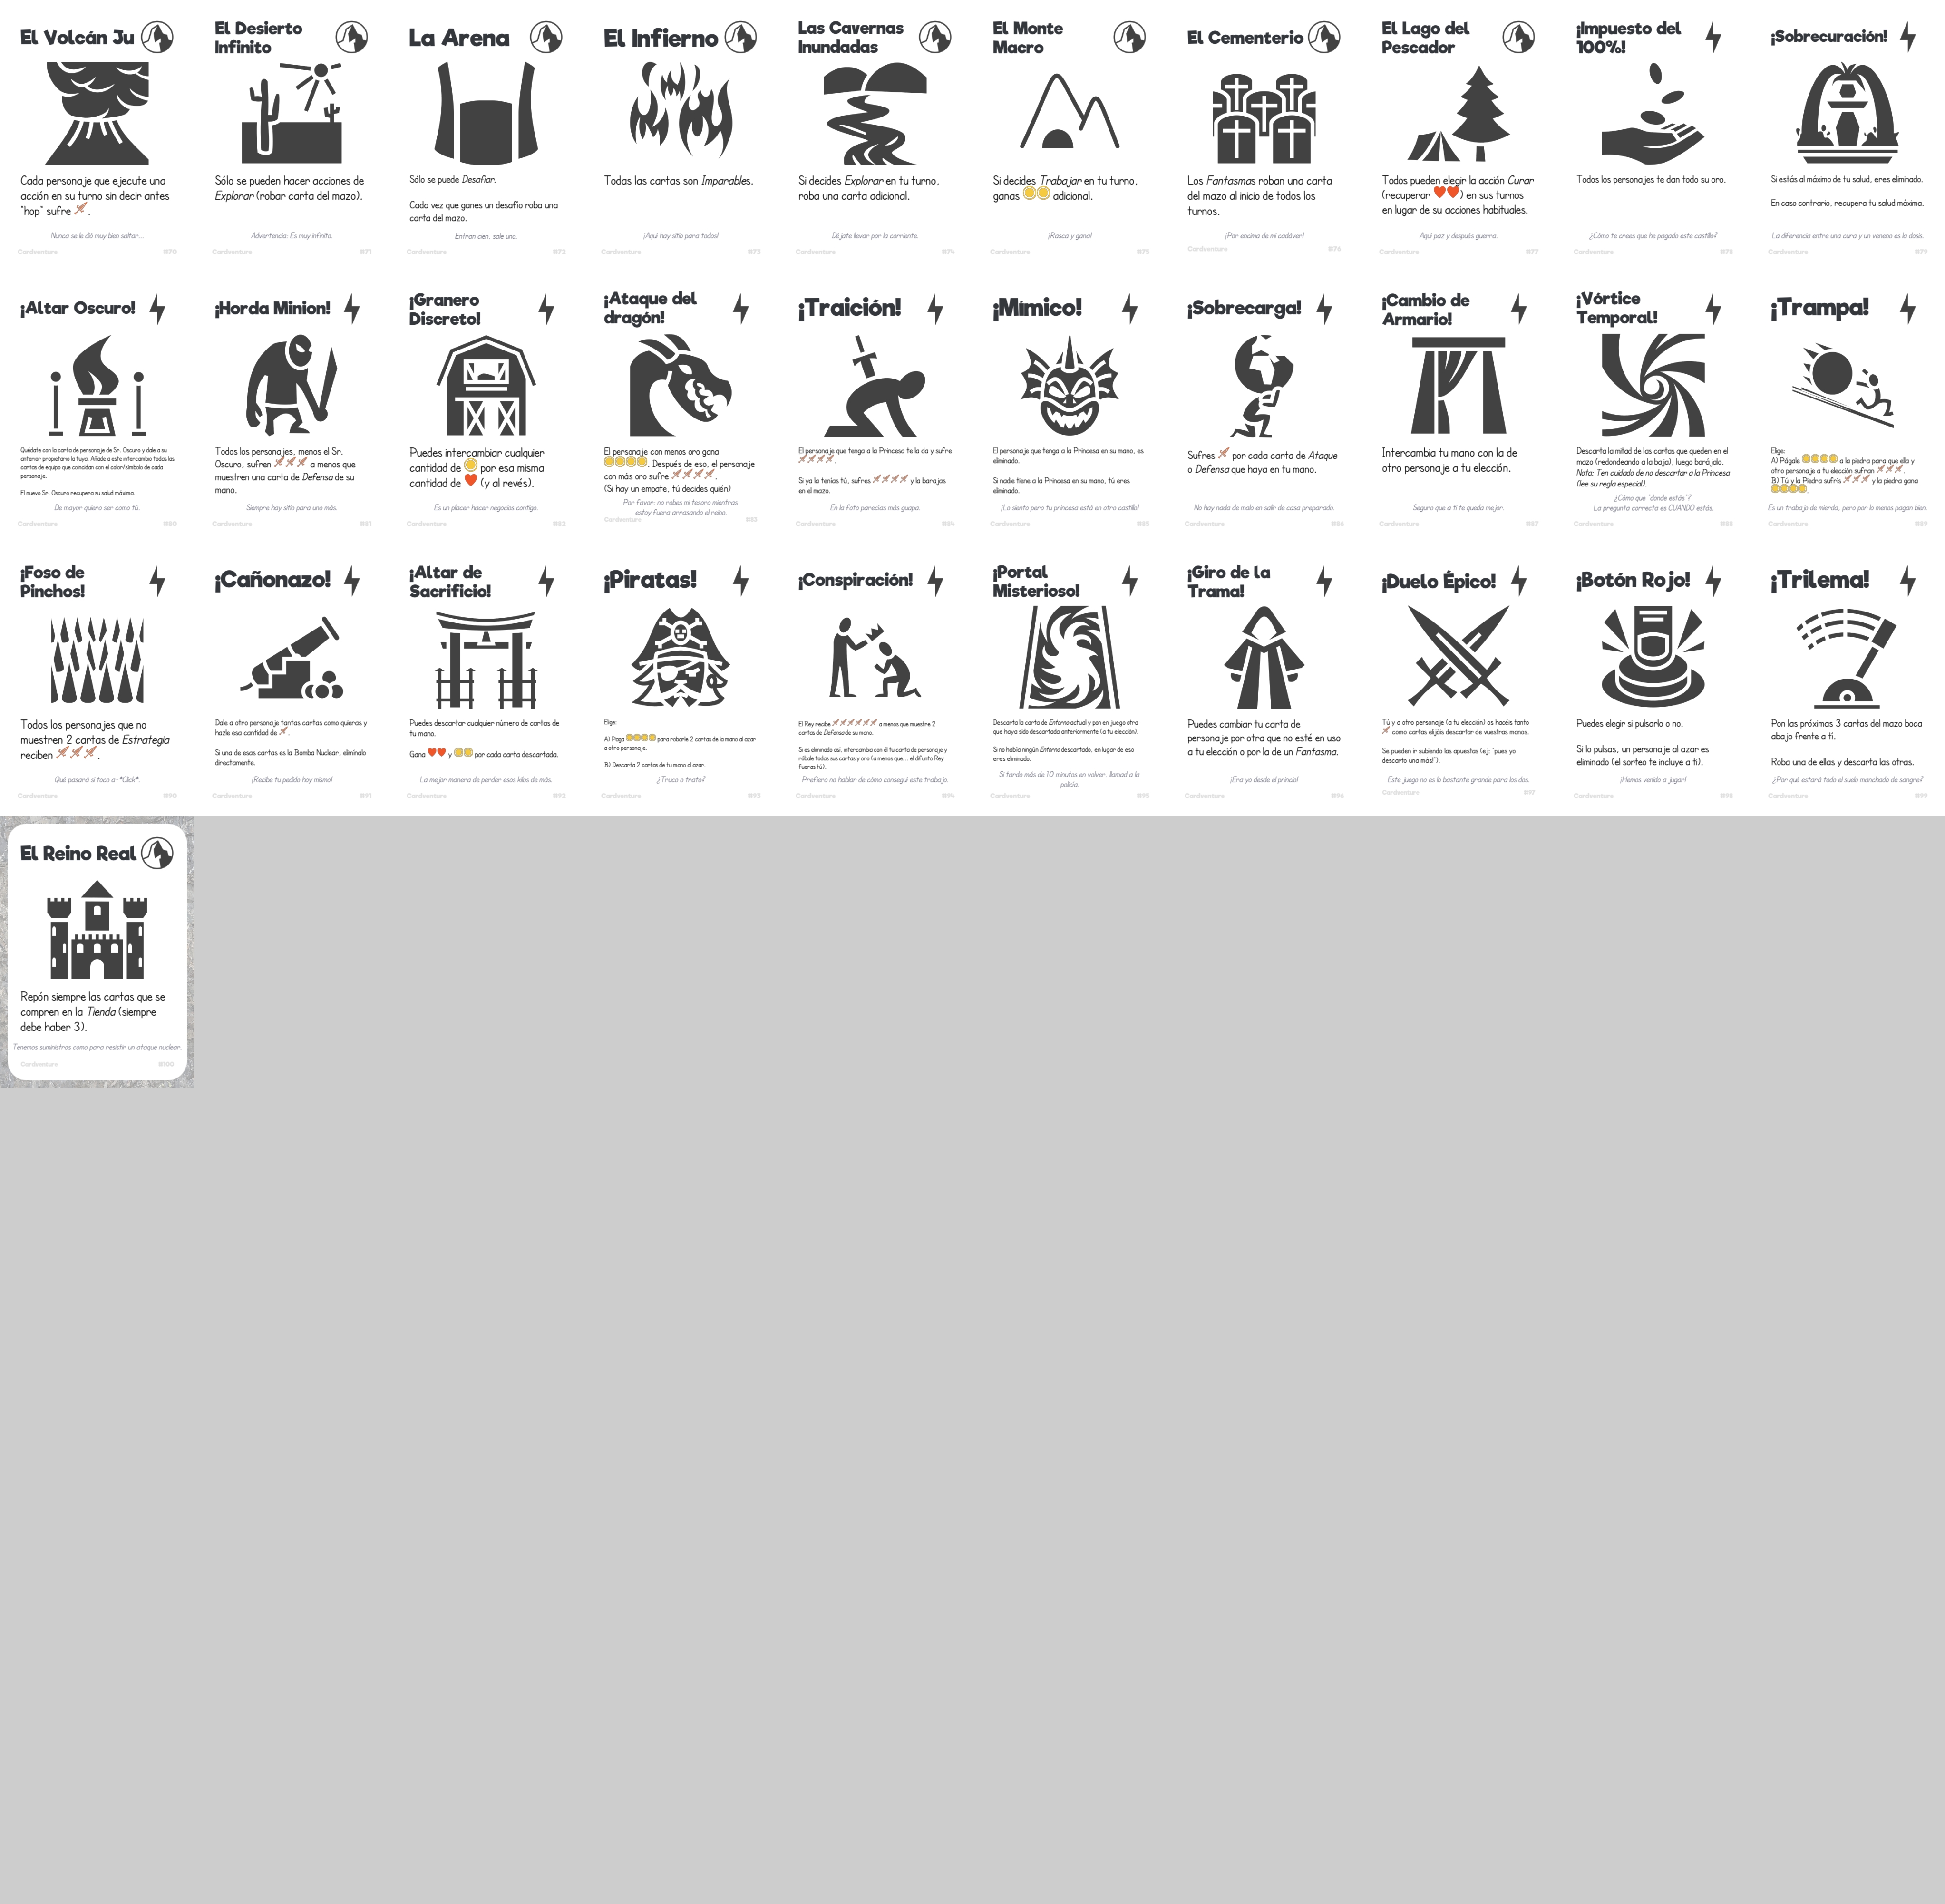 El Volcán Ju
Cada personaje que ejecute una
acción en su turno sin decir antes
"hop" sufre .
Nunca se le dió muy bien saltar...
Cardventure
El Desierto
Infinito
Sólo se pueden hacer acciones de
Explorar (robar carta del mazo).
Advertencia: Es muy infinito.
Cardventure
La Arena
Sólo se puede Desafiar.
Cada vez que ganes un desafío roba una
carta del mazo.
Entran cien, sale uno.
Cardventure
El Infierno
Todas las cartas son Imparables.
¡Aquí hay sitio para todos!
Cardventure
Las Cavernas
Inundadas
Si decides Explorar en tu turno,
roba una carta adicional.
Déjate llevar por la corriente.
Cardventure
El Monte
Macro
Si decides Trabajar en tu turno,
ganas adicional.
¡Rasca y gana!
Cardventure
El Cementerio
Los Fantasmas roban una carta
del mazo al inicio de todos los
turnos.
¡Por encima de mi cadáver!
Cardventure
El Lago del
Pescador
Todos pueden elegir la acción Curar
(recuperar ) en sus turnos
en lugar de su acciones habituales.
Aquí paz y después guerra.
Cardventure
¡Impuesto del
100%!
Todos los personajes te dan todo su oro.
¿Cómo te crees que he pagado este castillo?
Cardventure
¡Sobrecuración!
Si estás al máximo de tu salud, eres eliminado.
En caso contrario, recupera tu salud máxima.
La diferencia entre una cura y un veneno es la dosis.
Cardventure
¡Altar Oscuro!
Quédate con la carta de personaje de Sr. Oscuro y dale a su
anterior propietario la tuya. Añade a este intercambio todas las
cartas de equipo que coincidan con el color/símbolo de cada
personaje.
El nuevo Sr. Oscuro recupera su salud máxima.
De mayor quiero ser como tú.
Cardventure
¡Horda Minion!
Todos los personajes, menos el Sr.
Oscuro, sufren a menos que
muestren una carta de Defensa de su
mano.
Siempre hay sitio para uno más.
Cardventure
¡Granero
Discreto!
Puedes intercambiar cualquier
cantidad de por esa misma
cantidad de (y al revés).
Es un placer hacer negocios contigo.
Cardventure
¡Ataque del
dragón!
El personaje con menos oro gana
. Después de eso, el personaje
con más oro sufre .
(Si hay un empate, tú decides quién)
Por favor: no robes mi tesoro mientras
estoy fuera arrasando el reino.
Cardventure
¡Traición!
El personaje que tenga a la Princesa te la da y sufre
.
Si ya la tenías tú, sufres y la barajas
en el mazo.
En la foto parecías más guapa.
Cardventure
¡Mímico!
El personaje que tenga a la Princesa en su mano, es
eliminado.
Si nadie tiene a la Princesa en su mano, tú eres
eliminado.
¡Lo siento pero tu princesa está en otro castillo!
Cardventure
¡Sobrecarga!
Sufres por cada carta de Ataque
o Defensa que haya en tu mano.
No hay nada de malo en salir de casa preparado.
Cardventure
¡Cambio de
Armario!
Intercambia tu mano con la de
otro personaje a tu elección.
Seguro que a ti te queda mejor.
Cardventure
¡Vórtice
Temporal!
Descarta la mitad de las cartas que queden en el
mazo (redondeando a la baja), luego barájalo.
Nota: Ten cuidado de no descartar a la Princesa
(lee su regla especial).
¿Cómo que "donde estás"?
La pregunta correcta es CUANDO estás.
Cardventure
¡Trampa!
Elige:
A) Págale a la piedra para que ella y
otro personaje a tu elección sufran .
B) Tú y la Piedra sufrís y la piedra gana
.
Es un trabajo de mierda, pero por lo menos pagan bien.
Cardventure
¡Foso de
Pinchos!
Todos los personajes que no
muestren 2 cartas de Estrategia
reciben .
Qué pasará si toco a-*Click*.
Cardventure
¡Cañonazo!
Dale a otro personaje tantas cartas como quieras y
hazle esa cantidad de .
Si una de esas cartas es la Bomba Nuclear, elimínalo
directamente.
¡Recibe tu pedido hoy mismo!
Cardventure
¡Altar de
Sacrificio!
Puedes descartar cualquier número de cartas de
tu mano.
Gana y por cada carta descartada.
La mejor manera de perder esos kilos de más.
Cardventure
¡Piratas!
Elige:
A) Paga para robarle 2 cartas de la mano al azar
a otro personaje.
B) Descarta 2 cartas de tu mano al azar.
¿Truco o trato?
Cardventure
¡Conspiración!
El Rey recibe a menos que muestre 2
cartas de Defensa de su mano.
Si es eliminado así, intercambia con él tu carta de personaje y
róbale todas sus cartas y oro (a menos que... el difunto Rey
fueras tú).
Prefiero no hablar de cómo conseguí este trabajo.
Cardventure
¡Portal
Misterioso!
Descarta la carta de Entorno actual y pon en juego otra
que haya sido descartada anteriormente (a tu elección).
Si no había ningún Entorno descartado, en lugar de eso
eres eliminado.
Si tardo más de 10 minutos en volver, llamad a la
policía.
Cardventure
¡Giro de la
Trama!
Puedes cambiar tu carta de
personaje por otra que no esté en uso
a tu elección o por la de un Fantasma.
¡Era yo desde el princio!
Cardventure
¡Duelo Épico!
Tú y a otro personaje (a tu elección) os hacéis tanto
como cartas elijáis descartar de vuestras manos.
Se pueden ir subiendo las apuestas (ej: "pues yo
descarto una más!").
Este juego no es lo bastante grande para los dos.
Cardventure
¡Botón Rojo!
Puedes elegir si pulsarlo o no.
Si lo pulsas, un personaje al azar es
eliminado (el sorteo te incluye a ti).
¡Hemos venido a jugar!
Cardventure
¡Trilema!
Pon las próximas 3 cartas del mazo boca
abajo frente a tí.
Roba una de ellas y descarta las otras.
¿Por qué estará todo el suelo manchado de sangre?
Cardventure
El Reino Real
Repón siempre las cartas que se
compren en la Tienda (siempre
debe haber 3).
Tenemos suministros como para resistir un ataque nuclear.
Cardventure